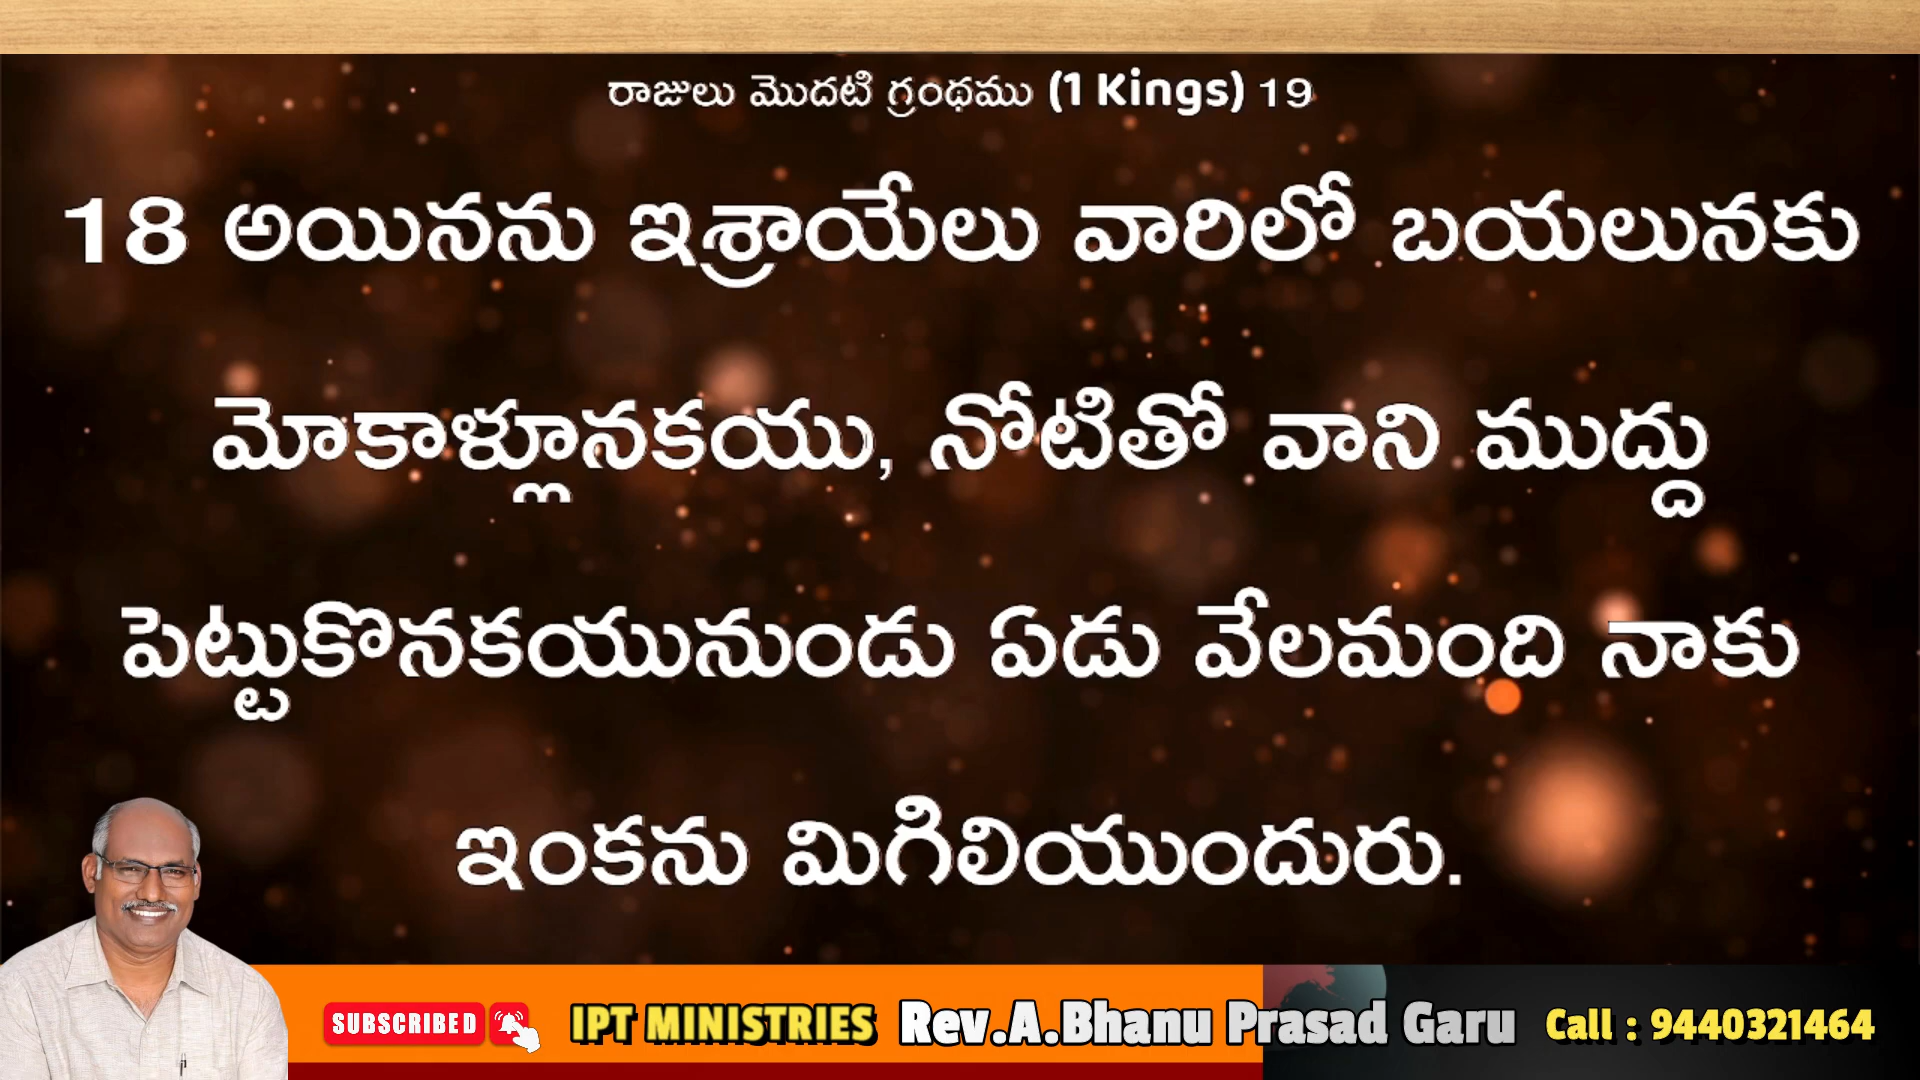 రాజులు మొదటి గ్రంథము (1 Kings) 19
18 అయినను ఇశ్రాయేలు వారిలో బయలునకు
మోకాళ్లూనకయు, నోటితో వాని ముద్దు
పెట్టుకొనకయునుండు ఏడు వేలమంది నాకు
ఇంకను మిగిలియుందురు.
SUBSCRIBED IPT MINISTRIES Rev.A.Bhanu Prasad Garu Call : 9440321464